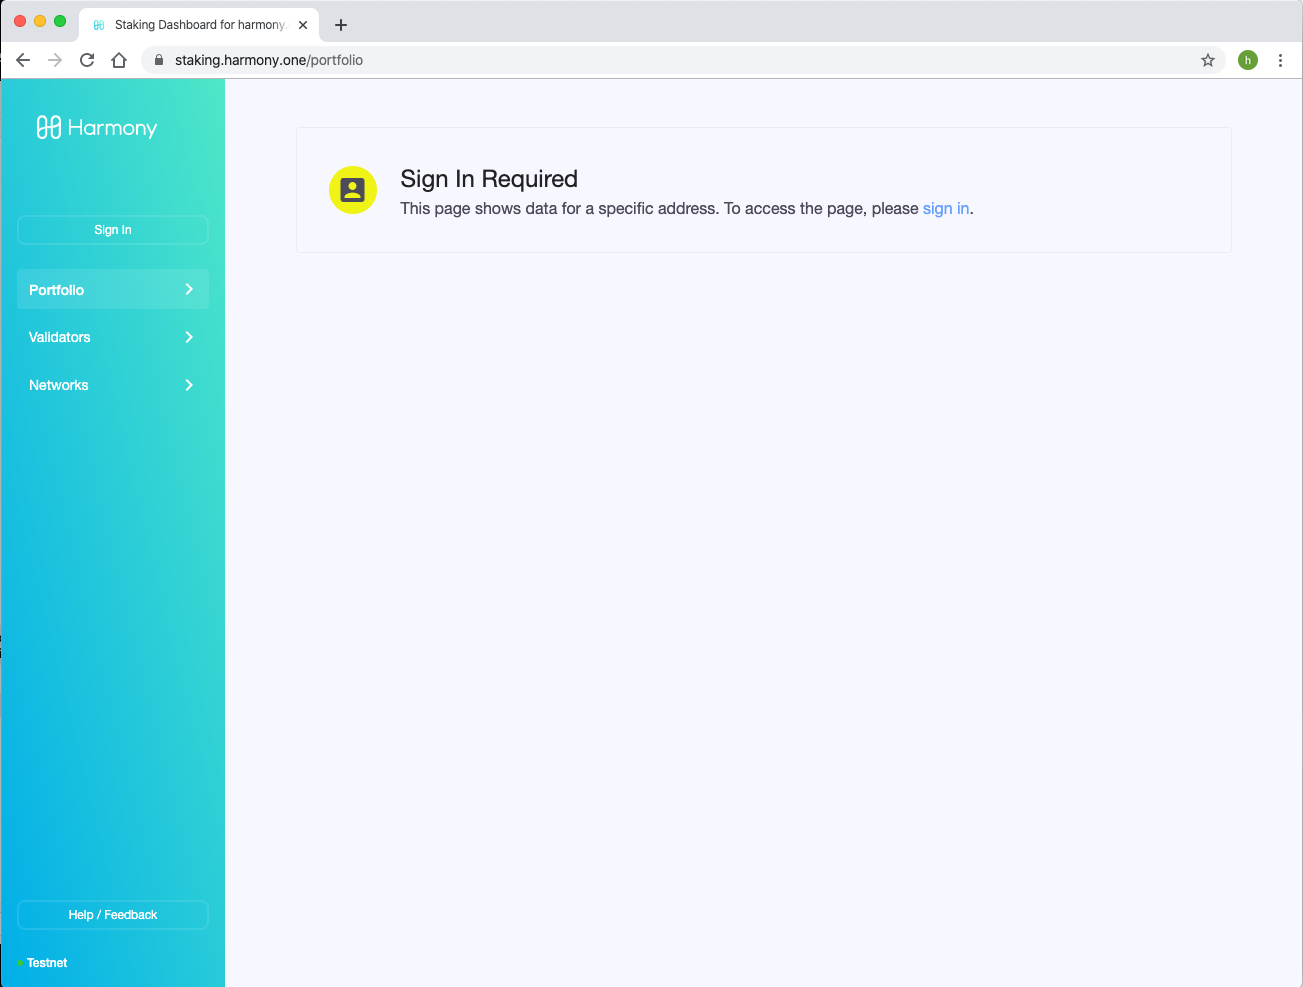 Staking Dashboard for harmony.
staking.harmony.one/portfolio
h
Harmony
Sign In
Portfolio
Validators
Networks
Sign In Required
This page shows data for a specific address. To access the page, please sign in.
Help / Feedback
Testnet